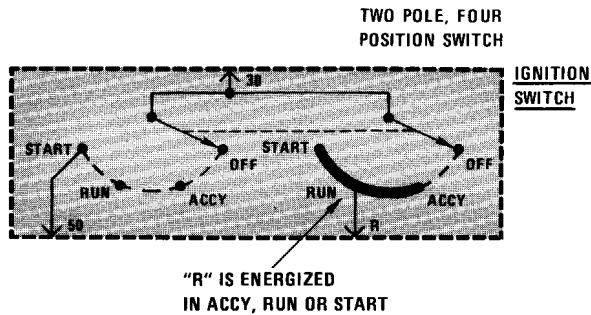 TWO POLE, FOUR
POSITION SWITCH
IGNITION
SWITCH
30
START
OFF
RUN
ACCY
50
START
OFF
RUN
ACCY
R
"R" IS ENERGIZED
IN ACCY, RUN OR START